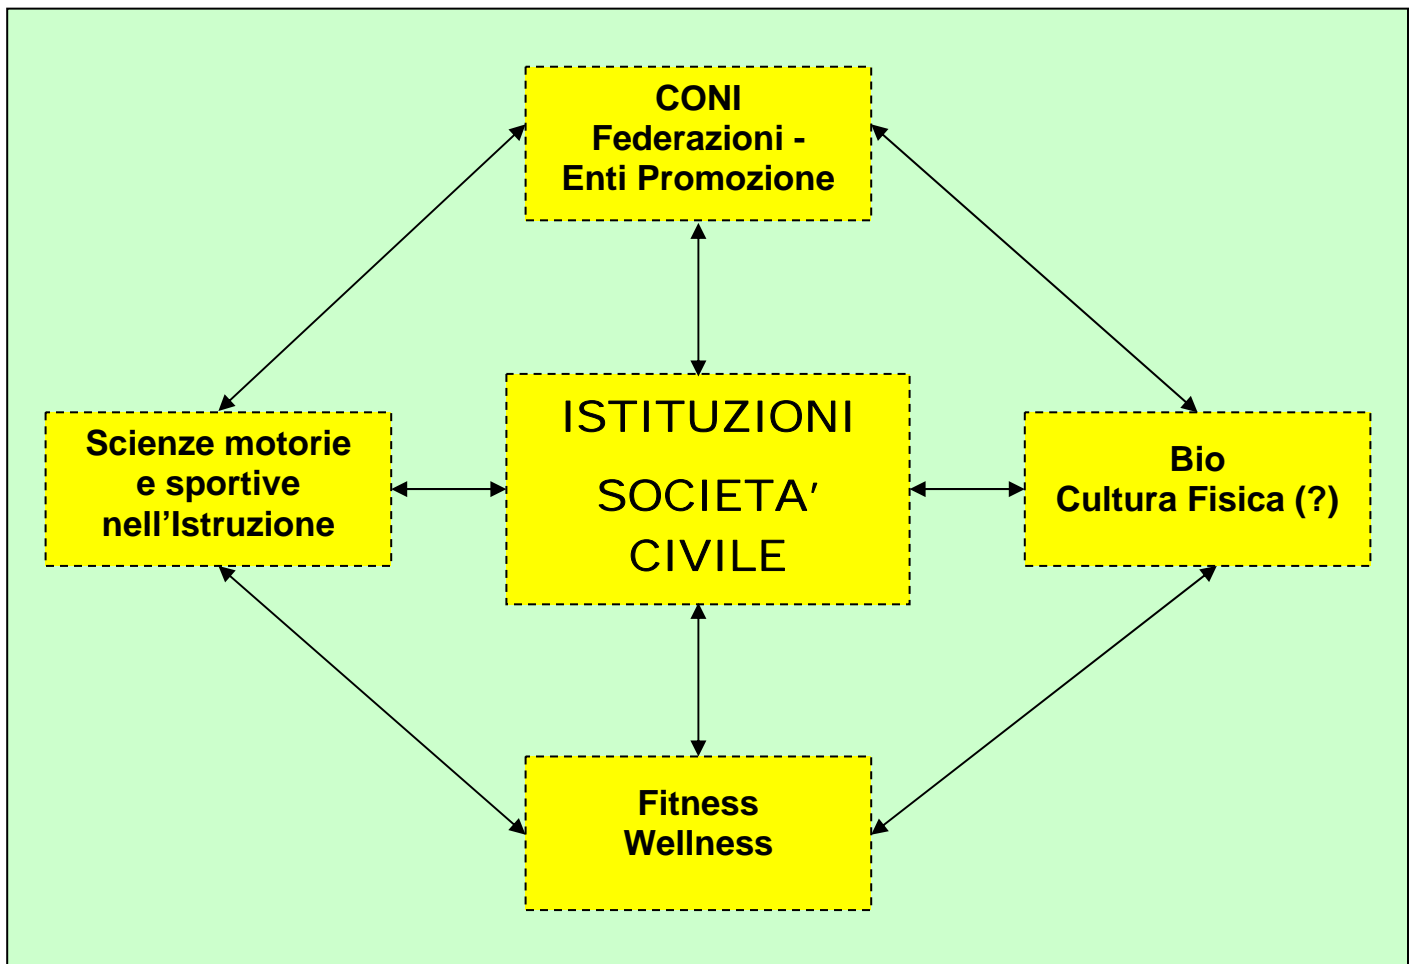 CONI
Federazioni -
Enti Promozione
ISTITUZIONI
SOCIETA’
CIVILE
Scienze motorie
e sportive
nell’Istruzione
Bio
Cultura Fisica (?)
Fitness
Wellness